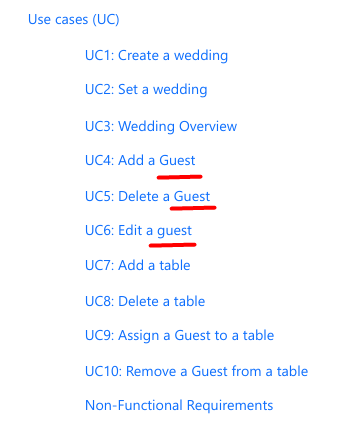 Use cases (UC)
UC1: Create a wedding
UC2: Set a wedding
UC3: Wedding Overview
UC4: Add a Guest
UC5: Delete a Guest
UC6: Edit a guest
UC7: Add a table
UC8: Delete a table
UC9: Assign a Guest to a table
UC10: Remove a Guest from a table
Non-Functional Requirements